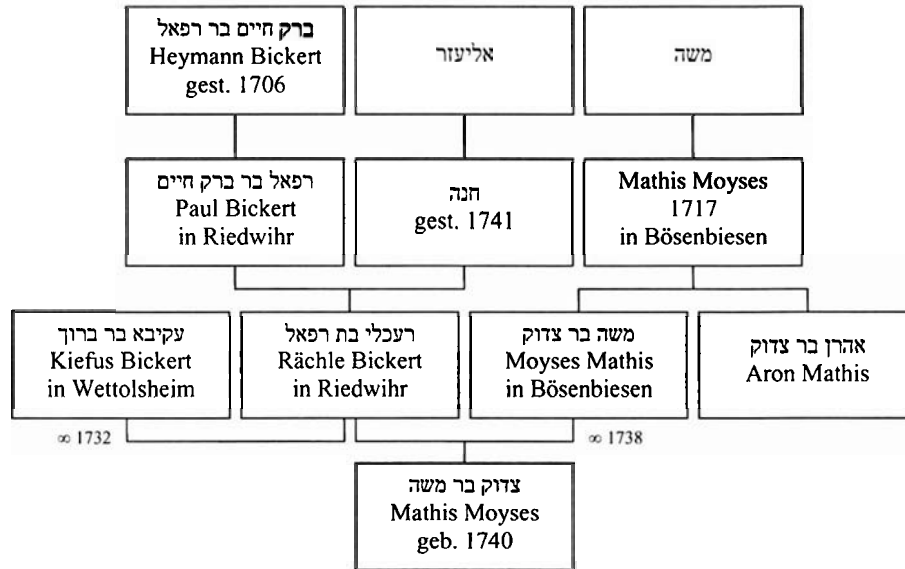 ברק חיים בר רפאל
Heymann Bickert
gest. 1706
אליעזר
משה
רפאל בר ברק חיים
Paul Bickert
in Riedwihr
חנה
gest. 1741
Mathis Moyses
1717
in Bösenbiesen
עקיבא בר ברוך
Kiefus Bickert
in Wettolsheim
רעכלי בת רפאל
Rächle Bickert
in Riedwihr
משה בר צדוק
Moyses Mathis
in Bösenbiesen
אהרן בר צדוק
Aron Mathis
∞ 1732
∞ 1738
צדוק בר משה
Mathis Moyses
geb. 1740